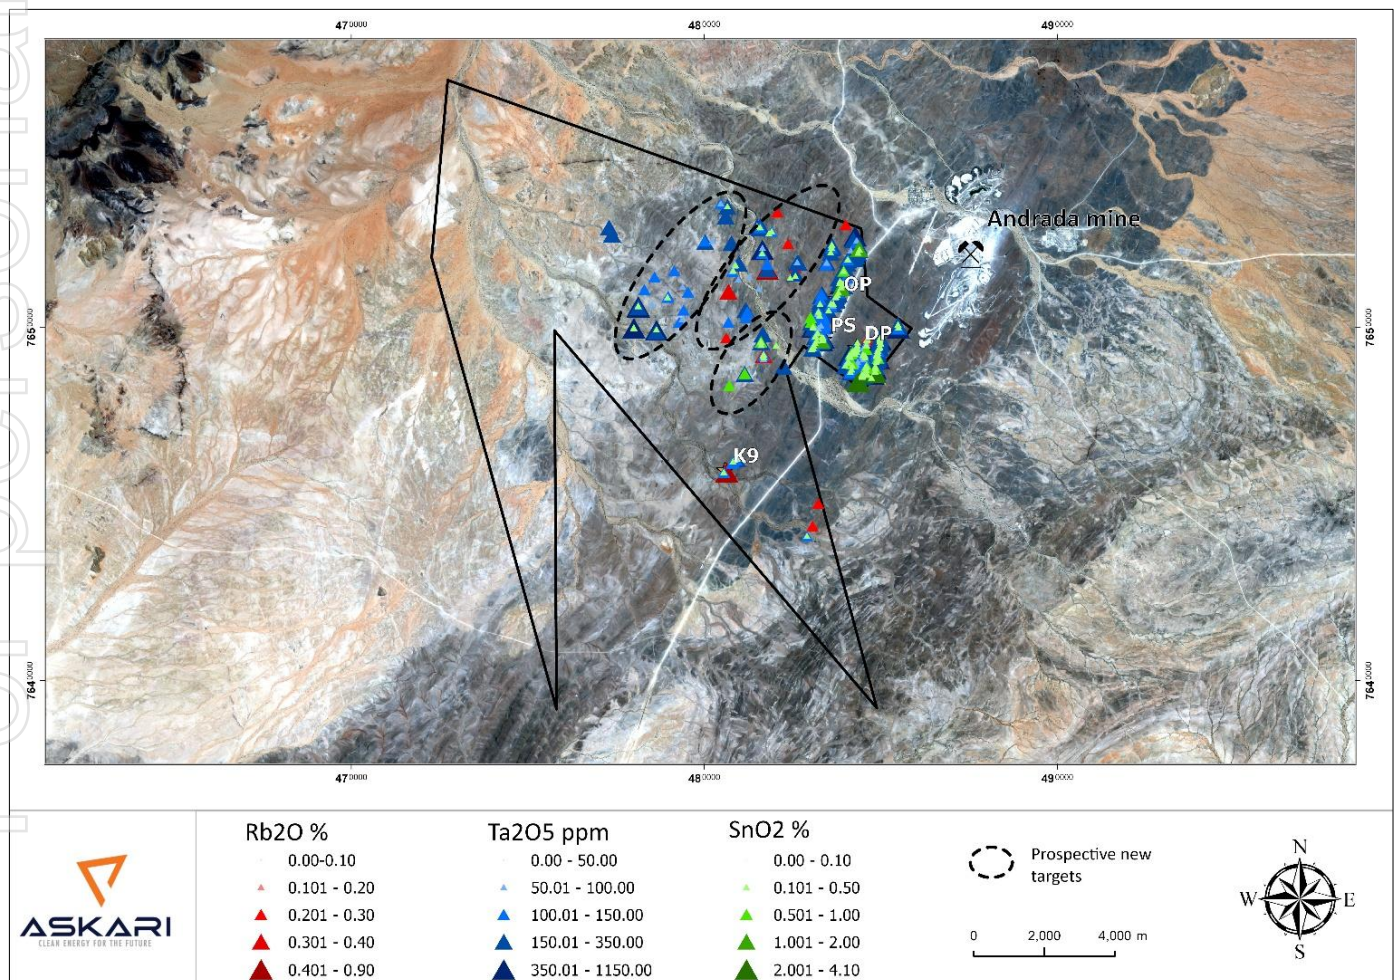 47⁰⁰⁰⁰ 48⁰⁰⁰⁰ 49⁰⁰⁰⁰
Andrada mine
OP
765⁰⁰⁰⁰ PS DP 765⁰⁰⁰⁰
K9
764⁰⁰⁰⁰ 764⁰⁰⁰⁰
47⁰⁰⁰⁰ 48⁰⁰⁰⁰ 49⁰⁰⁰⁰
ASKARI
CLEAN ENERGY FOR THE FUTURE
Rb2O %
0.00-0.10
0.101 - 0.20
0.201 - 0.30
0.301 - 0.40
0.401 - 0.90
Ta2O5 ppm
0.00 - 50.00
50.01 - 100.00
100.01 - 150.00
150.01 - 350.00
350.01 - 1150.00
SnO2 %
0.00 - 0.10
0.101 - 0.50
0.501 - 1.00
1.001 - 2.00
2.001 - 4.10
Prospective new
targets
0 2,000 4,000 m
N
W E
S